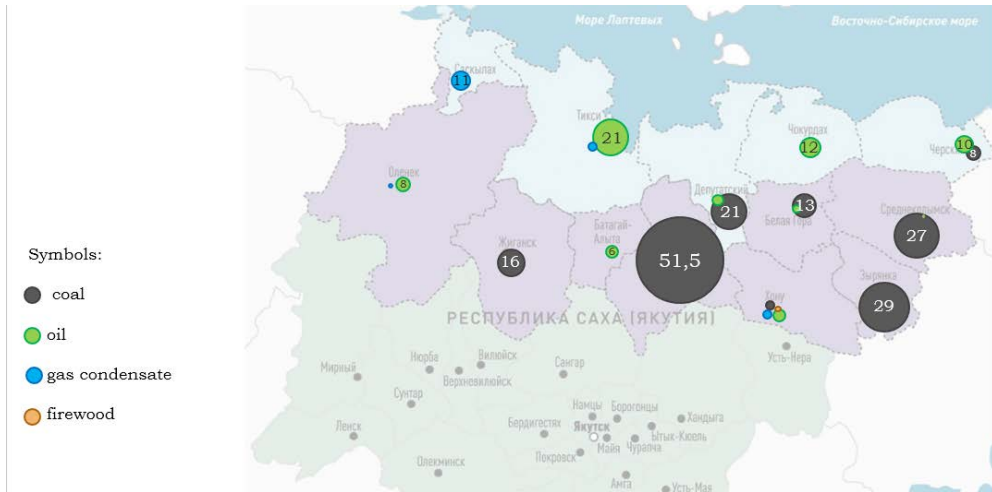 Море Лаптевых
Восточно-Сибирское море
Саскылах
11
Тикси
21
Чокурдах
12
10
8
Оленек
8
Депутатский
21
13
Белая Гора
Среднеколымск
27
Батагай-
Алыта
6
Жиганск
16
51,5
Зырянка
29
Хону
РЕСПУБЛИКА САХА (ЯКУТИЯ)
Усть-Нера
Symbols:
coal
oil
gas condensate
firewood
Мирный
Нюрба
Вилюйск
Верхневилюйск
Сангар
Сунтар
Ленск
Олекминск
Бердигестях
Намцы
Борогонцы
Хандыга
Якутск
Майя
Чурапча
Ытык-Кюель
Покровск
Амга
Усть-Мая